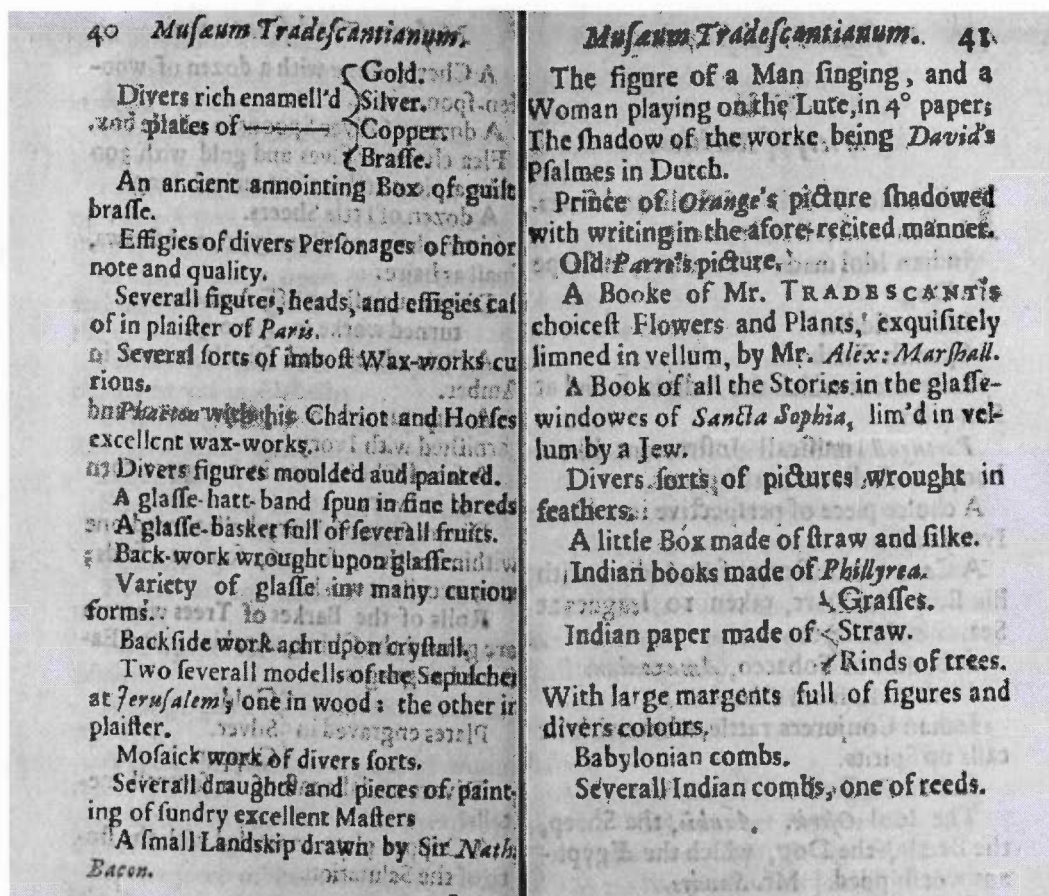 40 Musæum Tradescantianum.
Divers rich enamell'd
plates of
Gold.
Silver.
Copper.
Brasse.
An ancient annointing Box of guilt
brasse.
Effigies of divers Personages of honor
note and quality.
Severall figures, heads, and effigies cas
of in plaister of Paris.
Several sorts of imbost Wax-works cu
rious.
Phaeton with his Chariot and Horses
excellent wax-works.
Divers figures moulded aud painted.
A glasse-hatt-band spun in fine threds
A glasse-basket full of severall fruits.
Back-work wrought upon glasse.
Variety of glasse in many curiou
forms.
Backside work upon crystall.
Two severall modells of the Sepulcher
at Jerusalem; one in wood: the other in
plaister.
Mosaick work of divers sorts.
Severall draughts and pieces of paint-
ing of sundry excellent Masters
A small Landskip drawn by Sir Nath.
Bacon.
Musæum Tradescantianum. 41
The figure of a Man singing, and a
Woman playing on the Lute, in 4° paper;
The shadow of the worke being David's
Psalmes in Dutch.
Prince of Orange's picture shadowed
with writing in the afore-recited manner.
Old Parre's picture.
A Booke of Mr. TRADESCANT'S
choicest Flowers and Plants, exquisitely
limned in vellum, by Mr. Alex: Marshall.
A Book of all the Stories in the glasse-
windowes of Sancta Sophia, lim'd in vel-
lum by a Jew.
Divers sorts of pictures wrought in
feathers.
A little Box made of straw and silke.
Indian books made of Phillyrea.
Indian paper made of
Grasses.
Straw.
Rinds of trees.
With large margents full of figures and
divers colours.
Babylonian combs.
Severall Indian combs, one of reeds.